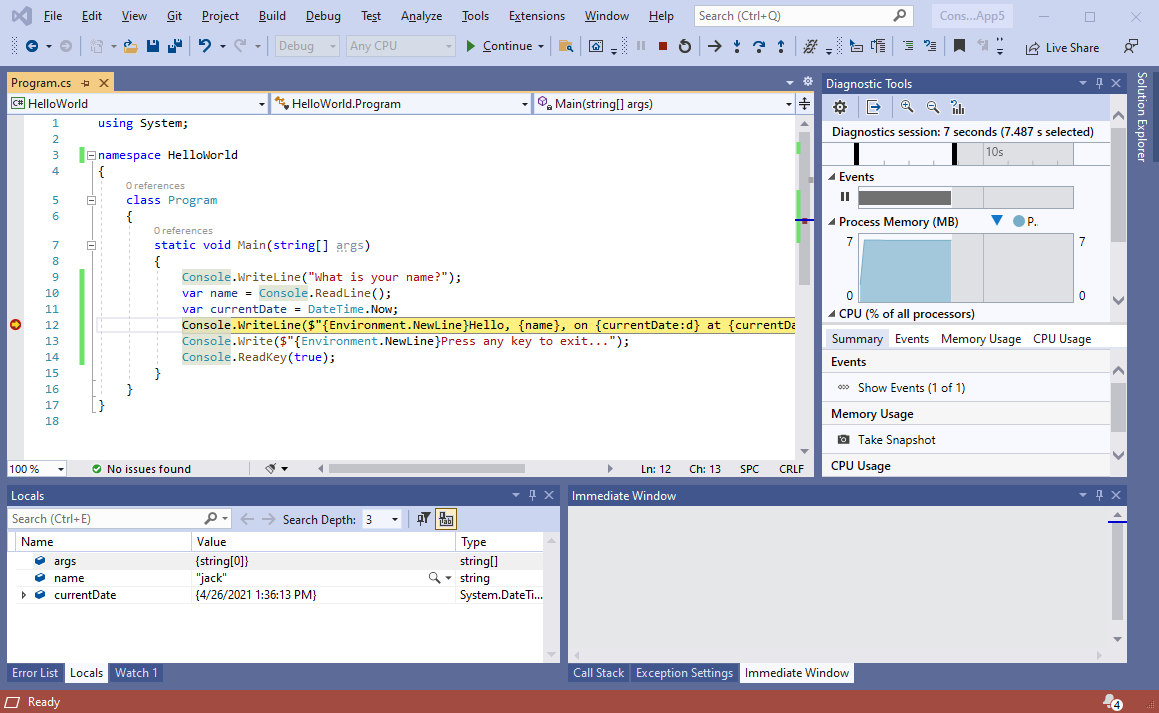 File Edit View Git Project Build Debug Test Analyze Tools Extensions Window Help Search (Ctrl+Q) Cons...App5
Debug Any CPU Continue Live Share
Program.cs
HelloWorld HelloWorld.Program Main(string[] args)
1 using System;
2
3 namespace HelloWorld
4 {
0 references
5 class Program
6 {
0 references
7 static void Main(string[] args)
8 {
9 Console.WriteLine("What is your name?");
10 var name = Console.ReadLine();
11 var currentDate = DateTime.Now;
12 Console.WriteLine($"{Environment.NewLine}Hello, {name}, on {currentDate:d} at {currentDa
13 Console.Write($"{Environment.NewLine}Press any key to exit...");
14 Console.ReadKey(true);
15 }
16 }
17 }
18
100 % No issues found Ln: 12 Ch: 13 SPC CRLF
Diagnostic Tools
Diagnostics session: 7 seconds (7.487 s selected)
10s
Events
Process Memory (MB) P..
7 7
0 0
CPU (% of all processors)
Summary Events Memory Usage CPU Usage
Events
Show Events (1 of 1)
Memory Usage
Take Snapshot
CPU Usage
Solution Explorer
Locals
Search (Ctrl+E) Search Depth: 3
Name Value Type
args {string[0]} string[]
name "jack" string
currentDate {4/26/2021 1:36:13 PM} System.DateTi...
Error List Locals Watch 1
Immediate Window
Call Stack Exception Settings Immediate Window
Ready 4